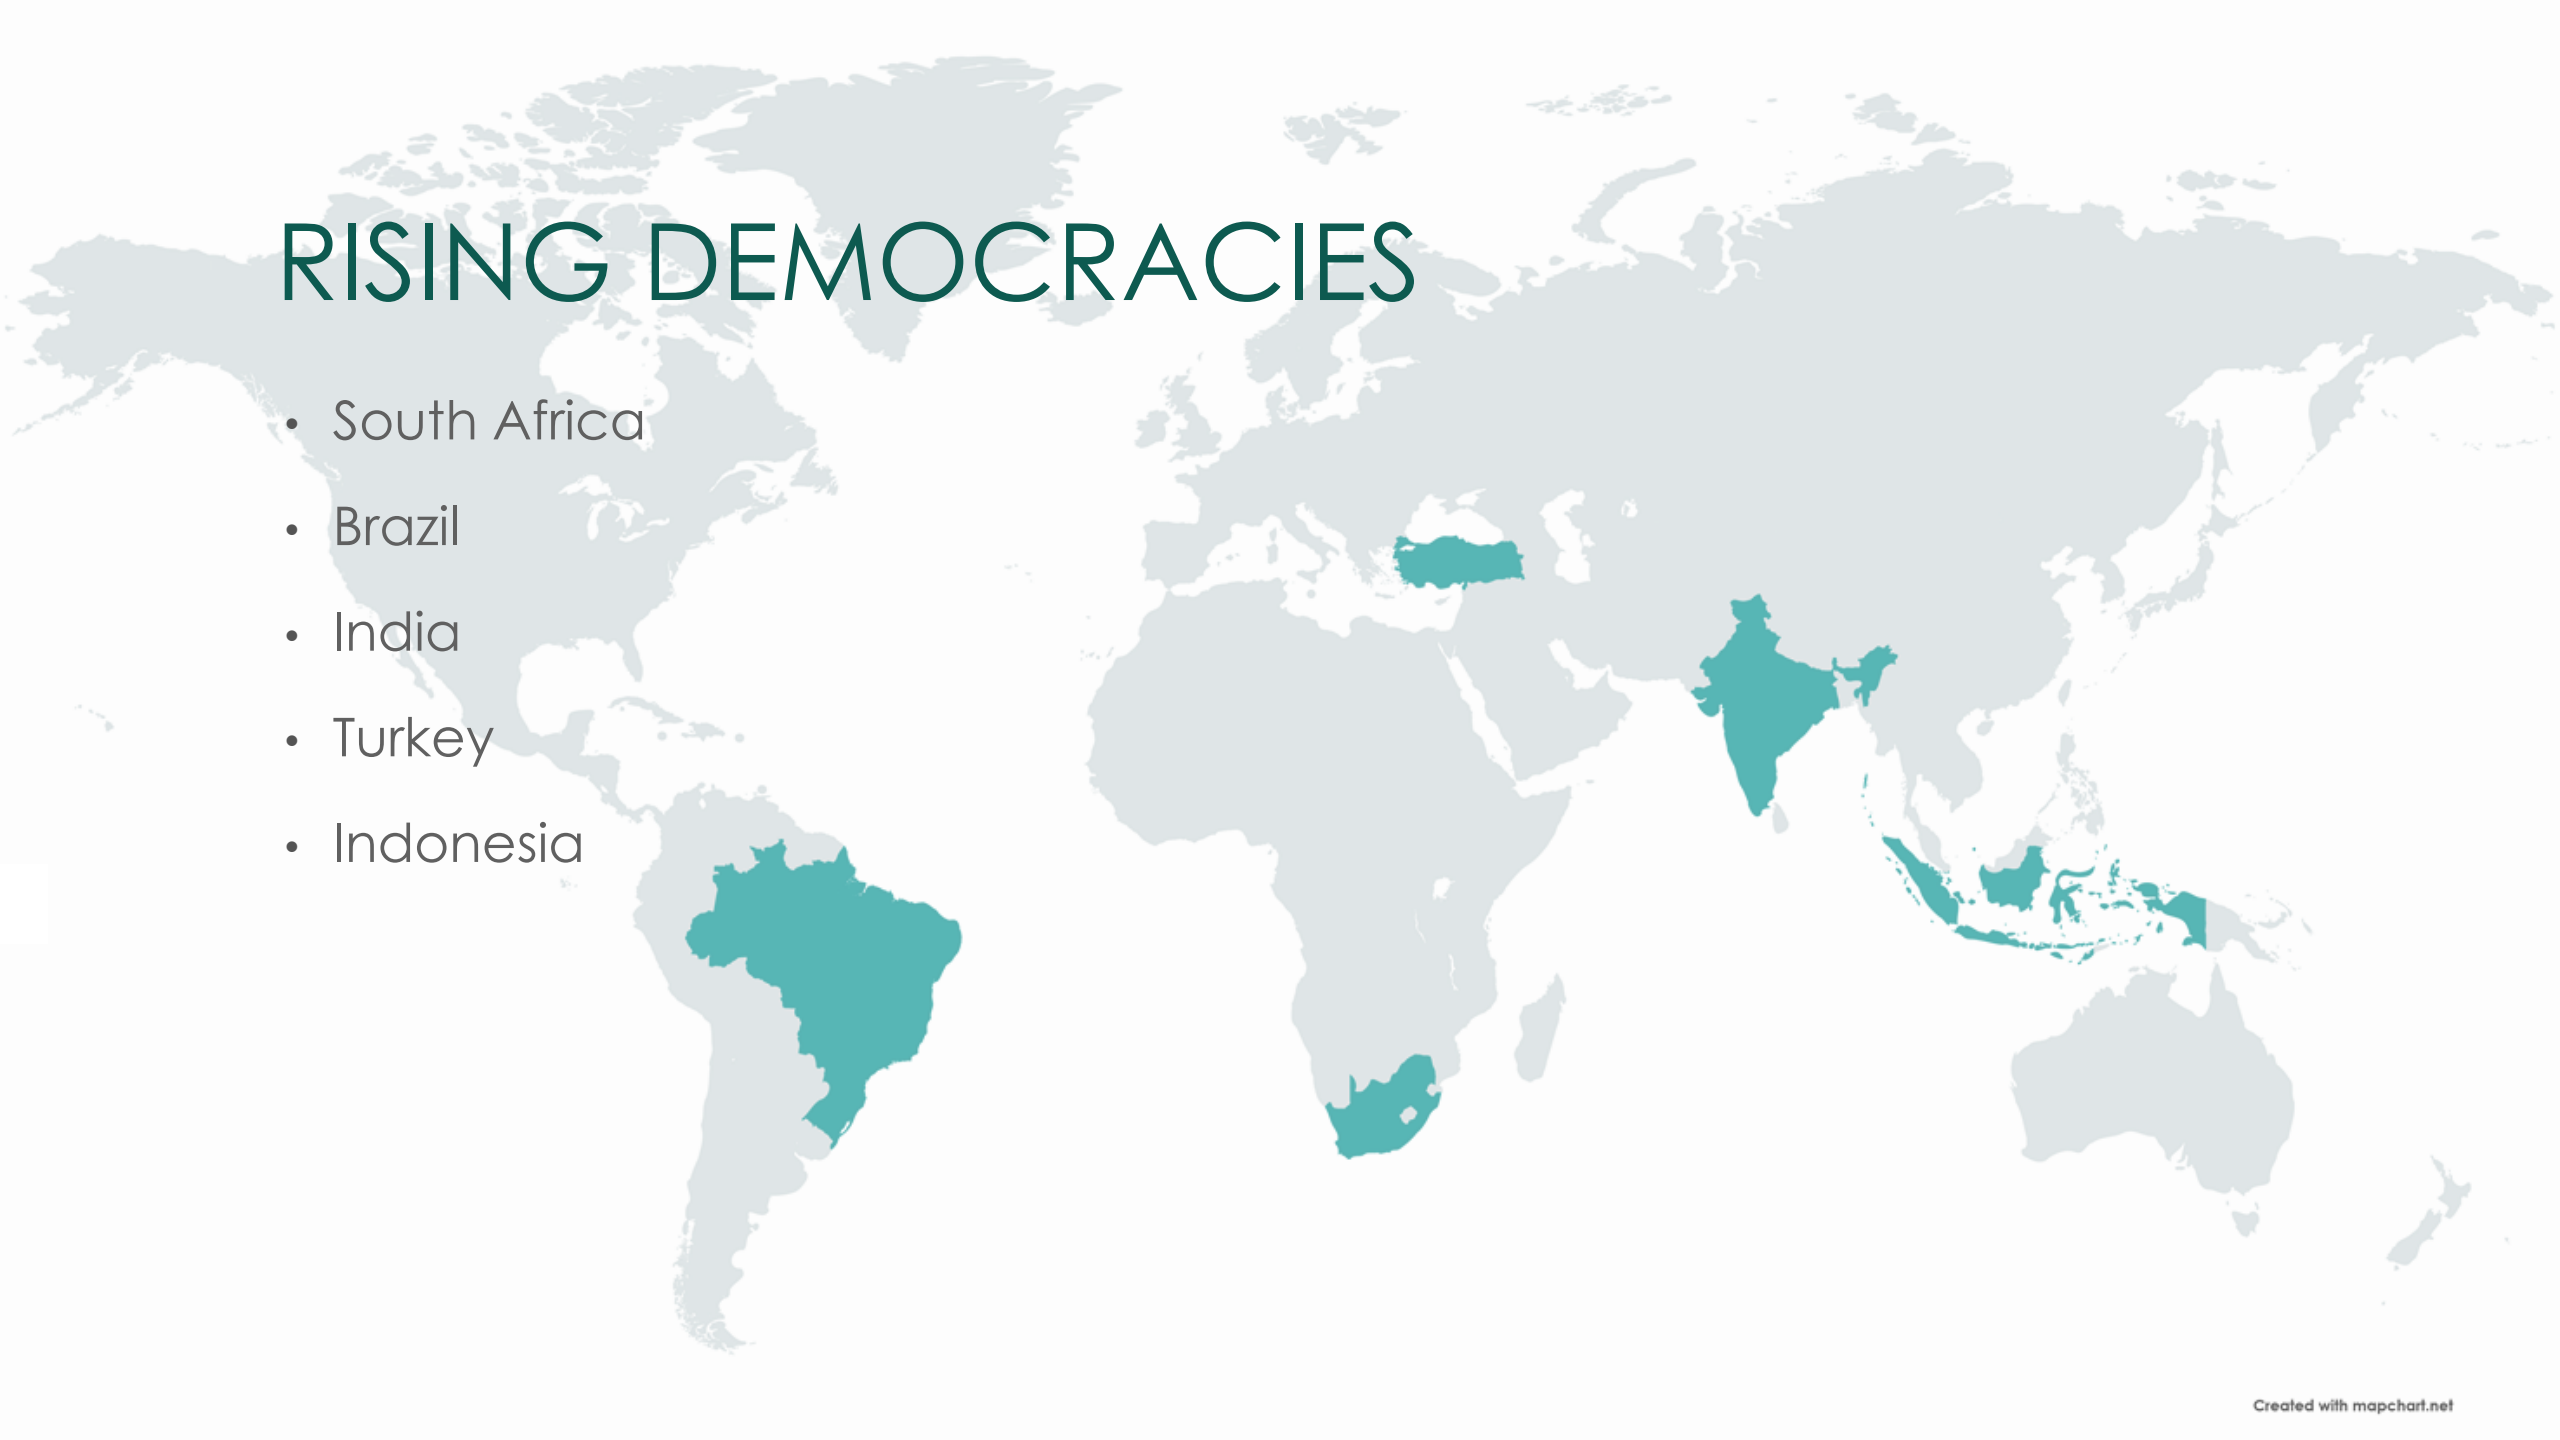 RISING DEMOCRACIES
• South Africa
• Brazil
• India
• Turkey
• Indonesia
Created with mapchart.net